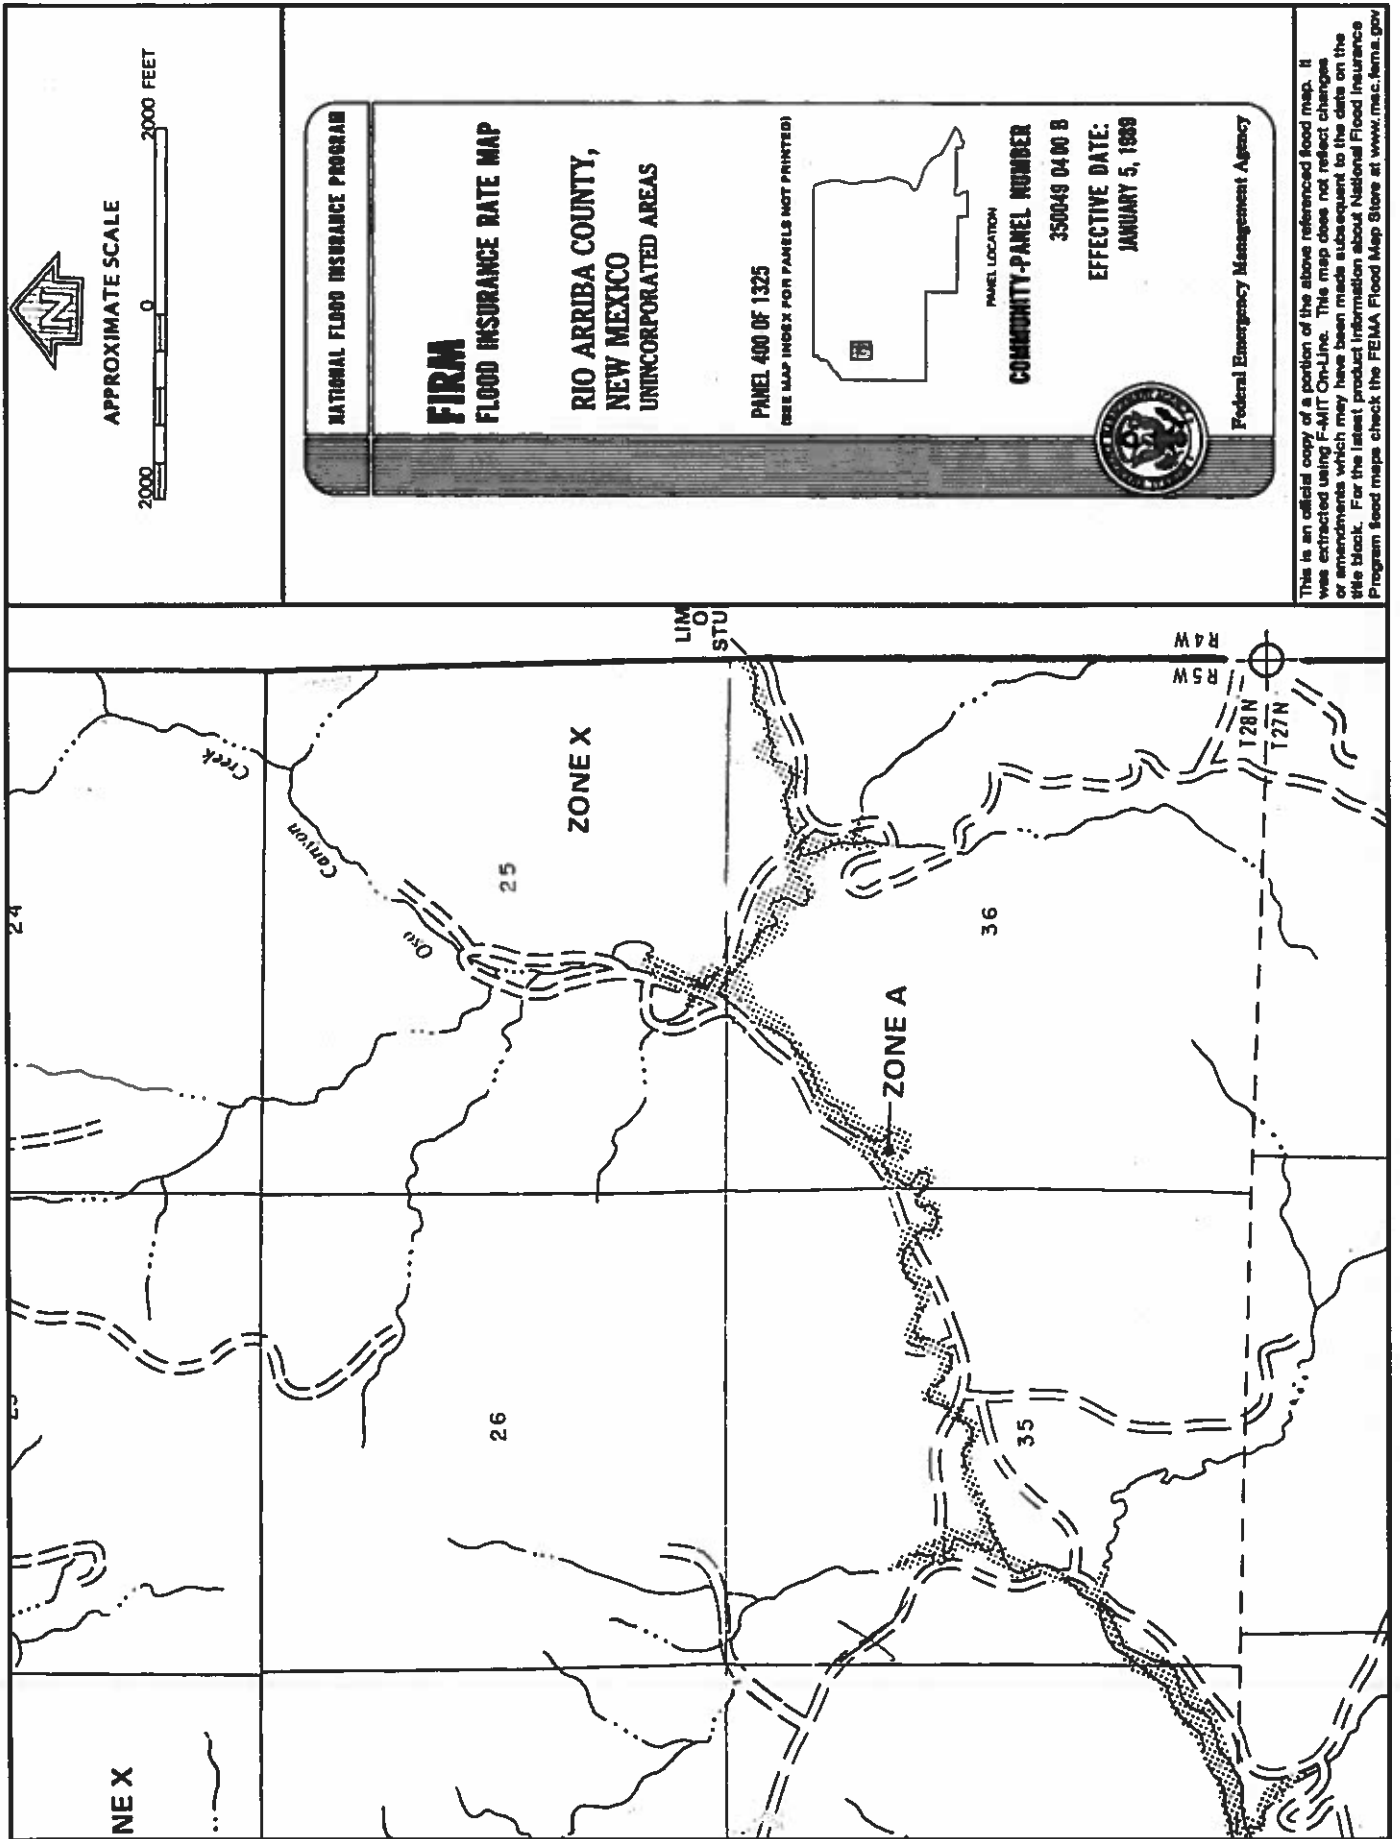 APPROXIMATE SCALE
2000 0 2000 FEET
N
NATIONAL FLOOD INSURANCE PROGRAM
FIRM
FLOOD INSURANCE RATE MAP
RIO ARRIBA COUNTY,
NEW MEXICO
UNINCORPORATED AREAS
PANEL 400 OF 1325
(SEE MAP INDEX FOR PANELS NOT PRINTED)
PANEL LOCATION
COMMUNITY-PANEL NUMBER
350049 0400 B
EFFECTIVE DATE:
JANUARY 5, 1989
Federal Emergency Management Agency
This is an official copy of a portion of the above referenced flood map. It
was extracted using F-MIT On-Line. This map does not reflect changes
or amendments which may have been made subsequent to the date on the
title block. For the latest product information about National Flood Insurance
Program flood maps check the FEMA Flood Map Store at www.msc.fema.gov
NE X
24
Creek
Canyon
Oso
25
ZONE X
26
LIM
O
STU
ZONE A
36
35
R5W
R4W
T28N
T27N